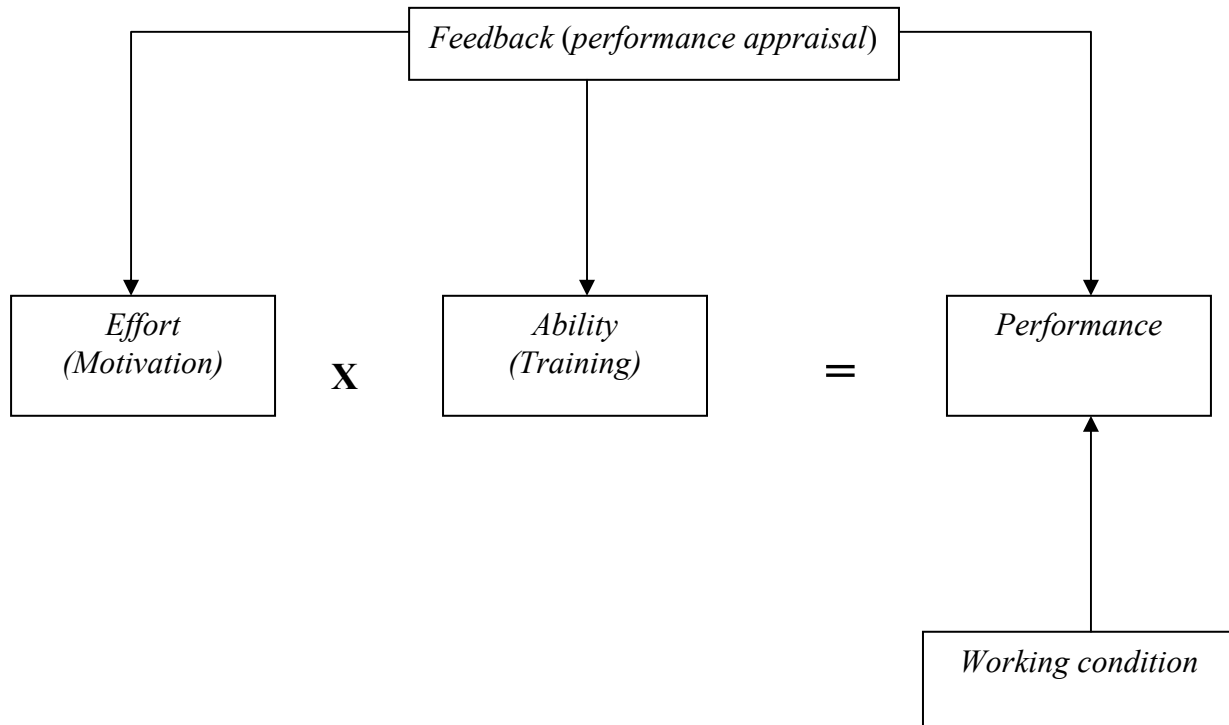 Feedback (performance appraisal)
Effort
(Motivation)
X
Ability
(Training)
=
Performance
Working condition